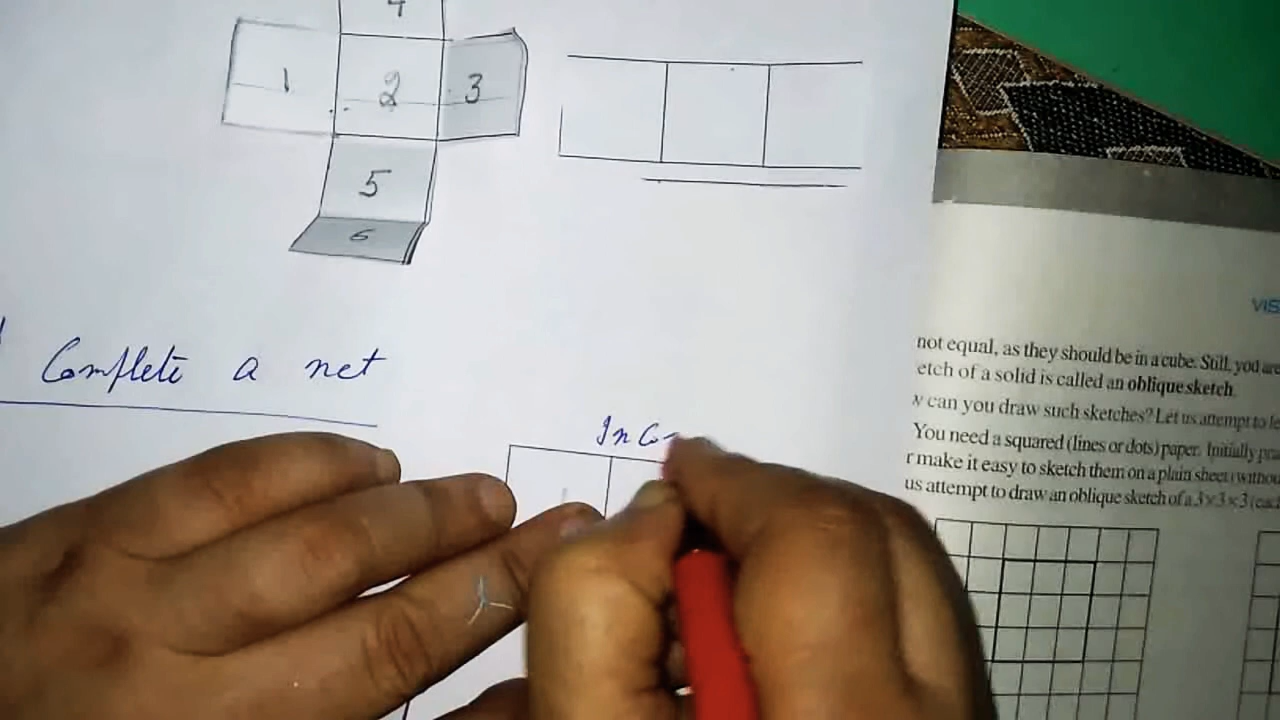 4
1 2 3
5
6
Complete a net
In Co
VIS
not equal, as they should be in a cube. Still, you are
etch of a solid is called an oblique sketch.
can you draw such sketches? Let us attempt to le
You need a squared (lines or dots) paper. Initially pra
r make it easy to sketch them on a plain sheet (withou
us attempt to draw an oblique sketch of a 3 × 3 × 3 (eac